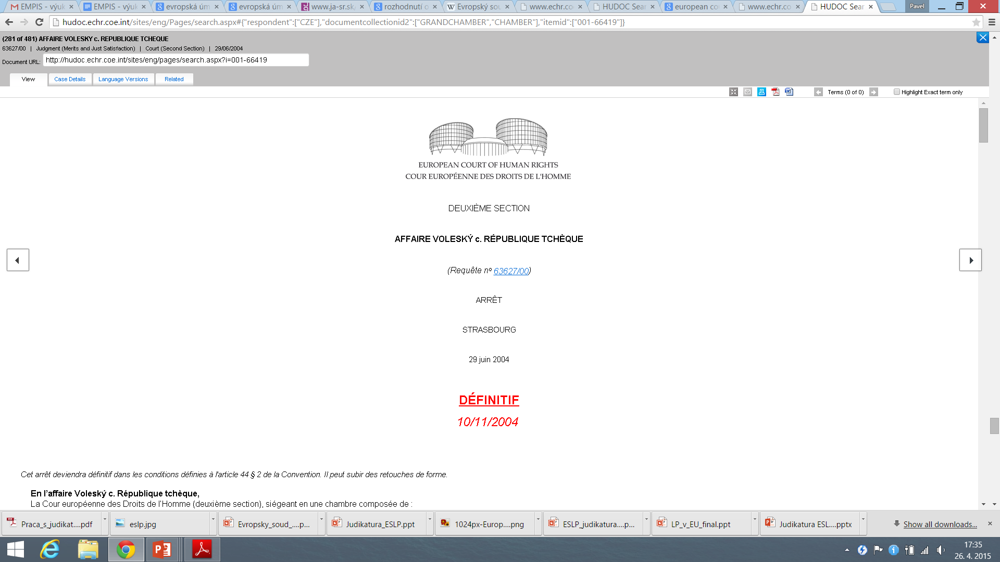 EMPIS - výuk
EMPIS - výuk
evropská úm
evropská úm
www.ja-sr.sk/
rozhodnutí o
Evropský sou
www.echr.co
HUDOC Sear
european cou
www.echr.co
HUDOC Sear
Pavel
hudoc.echr.coe.int/sites/eng/Pages/search.aspx#{"respondent":["CZE"],"documentcollectionid2":["GRANDCHAMBER","CHAMBER"],"itemid":["001-66419"]}
(281 of 481) AFFAIRE VOLESKY c. REPUBLIQUE TCHEQUE
63627/00 | Judgment (Merits and Just Satisfaction) | Court (Second Section) | 29/06/2004
Document URL: http://hudoc.echr.coe.int/sites/eng/pages/search.aspx?i=001-66419
View Case Details Language Versions Related
Terms (0 of 0) Highlight Exact term only
EUROPEAN COURT OF HUMAN RIGHTS
COUR EUROPÉENNE DES DROITS DE L'HOMME
DEUXIÈME SECTION
AFFAIRE VOLESKÝ c. RÉPUBLIQUE TCHÈQUE
(Requête nº 63627/00)
ARRÊT
STRASBOURG
29 juin 2004
DÉFINITIF
10/11/2004
Cet arrêt deviendra définitif dans les conditions définies à l'article 44 § 2 de la Convention. Il peut subir des retouches de forme.
En l'affaire Voleský c. République tchèque,
La Cour européenne des Droits de l'Homme (deuxième section), siégeant en une chambre composée de :
Praca_s_judikat....pdf
eslp.jpg
Evropsky_soud_....p...
Judikatura_ESLP.ppt
1024px-Europ....png
ESLP_judikatura....p...
LP_v_EU_final.ppt
Judikatura ESL....pptx
Show all downloads...
17:35
26. 4. 2015